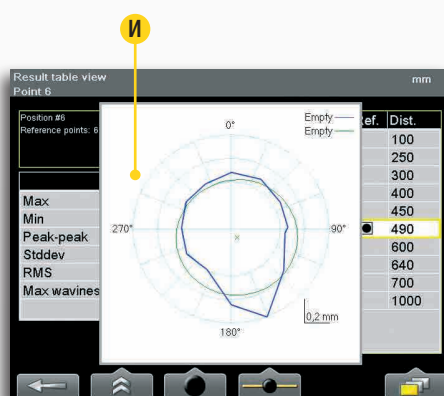 И
Result table view
mm
Point 6
Position #6
Reference points: 6
Empty
Empty
0°
90°
180°
270°
0,2 mm
Max
Min
Peak-peak
Stddev
RMS
Max wavines
ef.
Dist.
100
250
300
400
450
490
600
640
700
1000